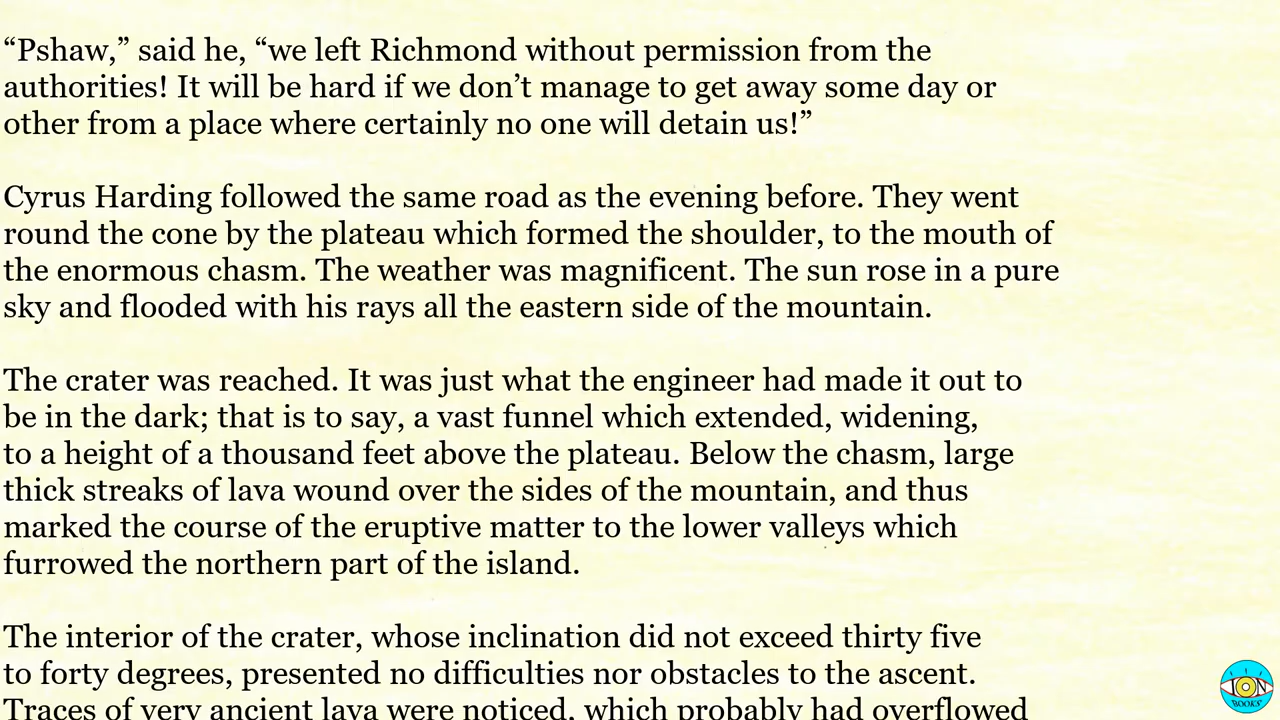 “Pshaw,” said he, “we left Richmond without permission from the
authorities! It will be hard if we don’t manage to get away some day or
other from a place where certainly no one will detain us!”
Cyrus Harding followed the same road as the evening before. They went
round the cone by the plateau which formed the shoulder, to the mouth of
the enormous chasm. The weather was magnificent. The sun rose in a pure
sky and flooded with his rays all the eastern side of the mountain.
The crater was reached. It was just what the engineer had made it out to
be in the dark; that is to say, a vast funnel which extended, widening,
to a height of a thousand feet above the plateau. Below the chasm, large
thick streaks of lava wound over the sides of the mountain, and thus
marked the course of the eruptive matter to the lower valleys which
furrowed the northern part of the island.
The interior of the crater, whose inclination did not exceed thirty five
to forty degrees, presented no difficulties nor obstacles to the ascent.
Traces of very ancient lava were noticed, which probably had overflowed
ION
BOOKS